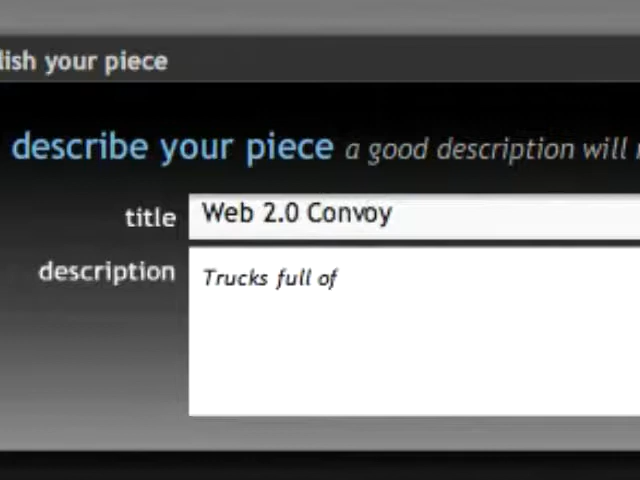 lish your piece
describe your piece a good description will
title Web 2.0 Convoy
description Trucks full of